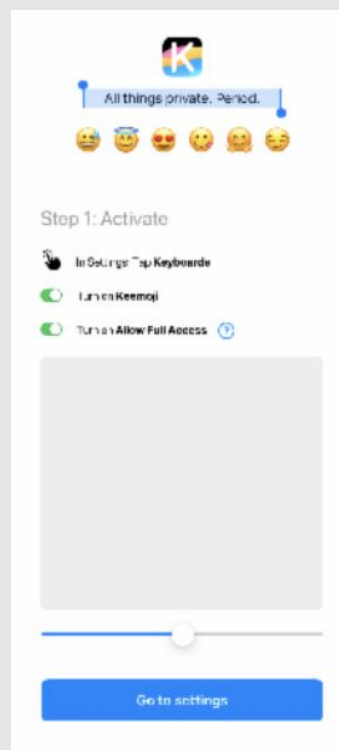 K
All things private. Period.
Step 1: Activate
In Settings: Tap Keyboards
Turn on Keemoji
Turn on Allow Full Access ?
Go to settings